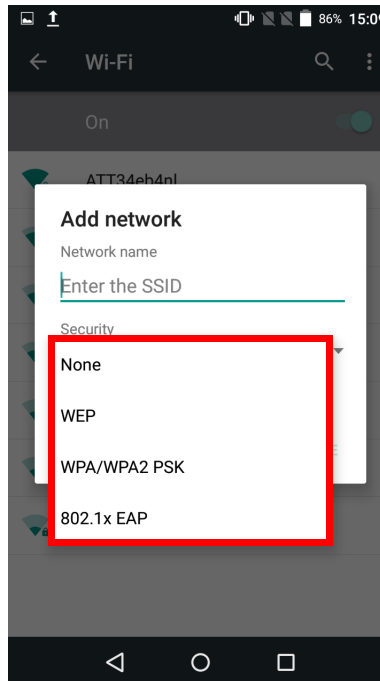 86% 15:09
Wi-Fi
On
ATT34eb4nl
Add network
Network name
Enter the SSID
Security
None
WEP
WPA/WPA2 PSK
802.1x EAP